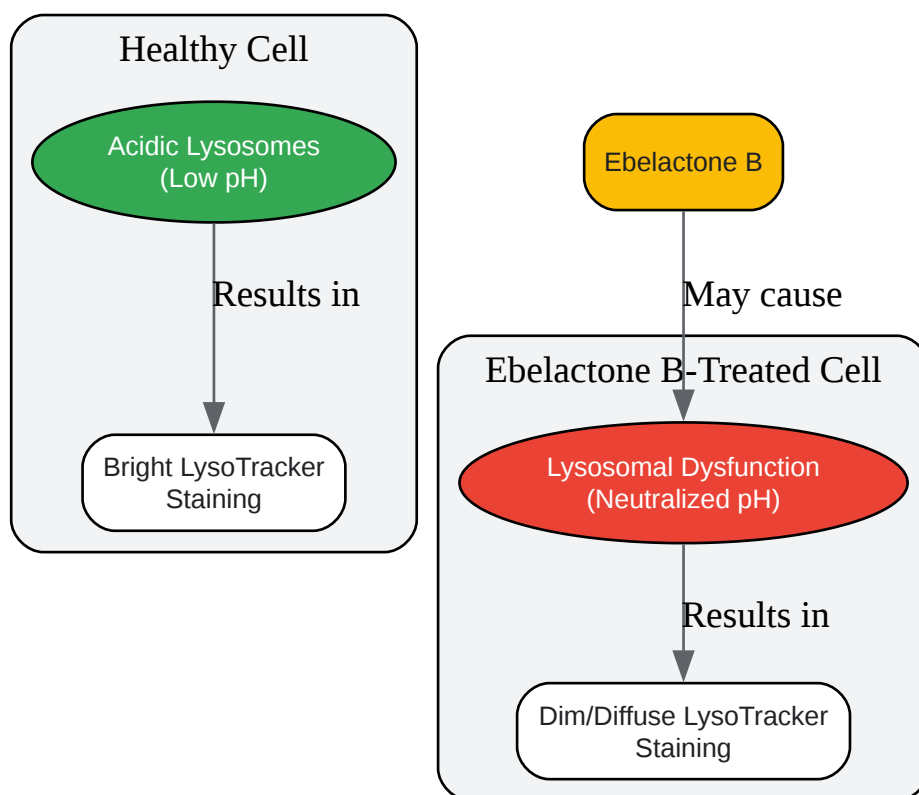 Healthy Cell
Acidic Lysosomes
(Low pH)
Results in
Bright LysoTracker
Staining
Ebelactone B
May cause
Ebelactone B-Treated Cell
Lysosomal Dysfunction
(Neutralized pH)
Results in
Dim/Diffuse LysoTracker
Staining